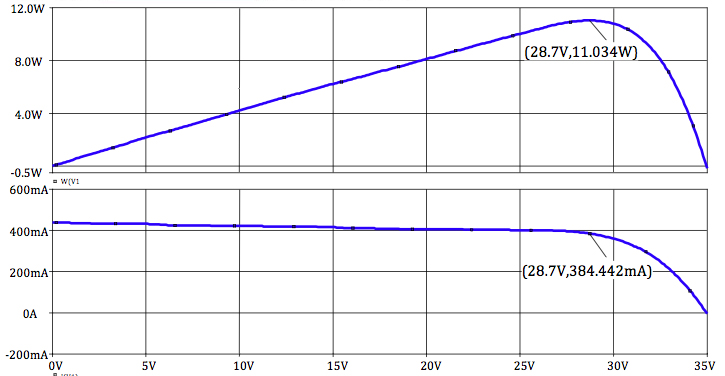 12.0W
8.0W
(28.7V,11.034W)
4.0W
-0.5W
W(V1
600mA
400mA
(28.7V,384.442mA)
200mA
0A
-200mA
0V 5V 10V 15V 20V 25V 30V 35V